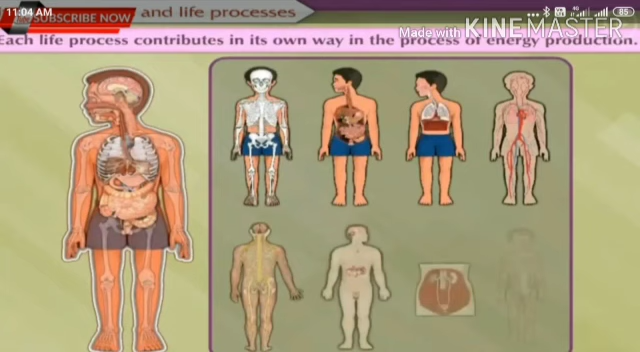 11:04 AM
SUBSCRIBE NOW
and life processes
Made with KINEMASTER
85
Each life process contributes in its own way in the process of energy production.